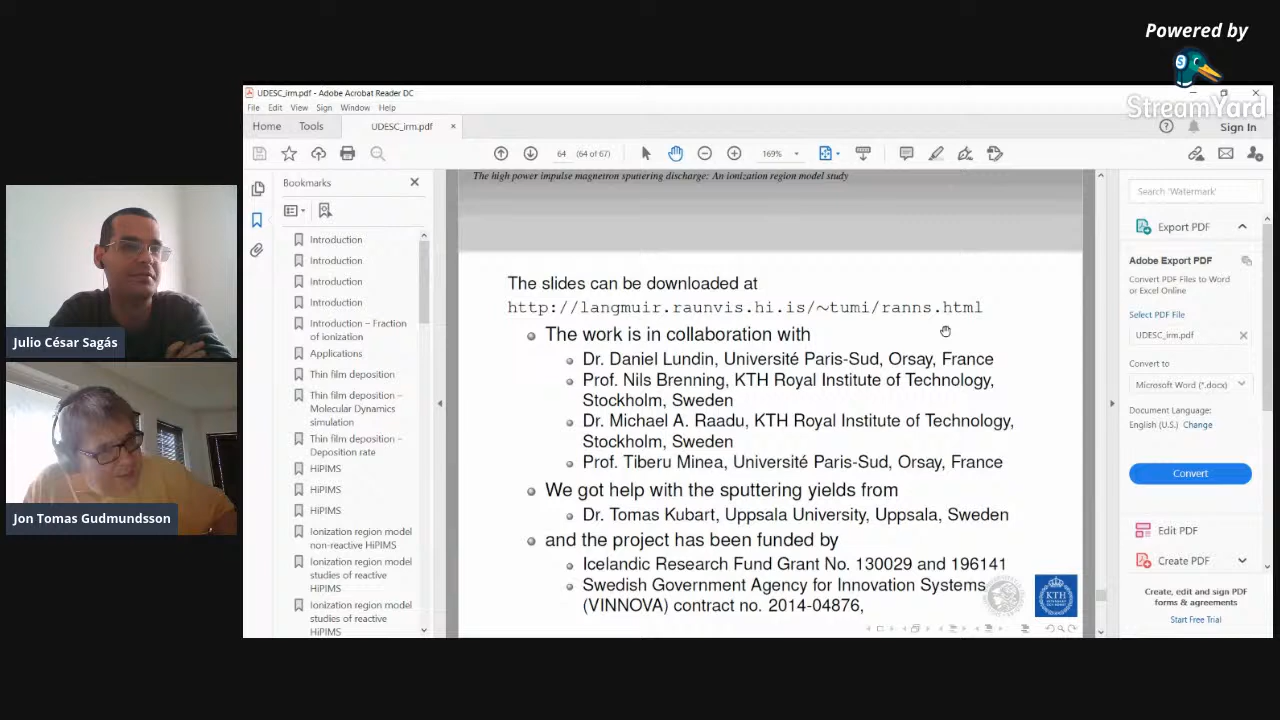 Powered by
StreamYard
UDESC_irm.pdf - Adobe Acrobat Reader DC
File Edit View Sign Window Help
Home Tools UDESC_irm.pdf × Sign In
64 (64 of 67) 169%
Bookmarks
Introduction
Introduction
Introduction
Introduction
Introduction – Fraction
of ionization
Applications
Thin film deposition
Thin film deposition –
Molecular Dynamics
simulation
Thin film deposition –
Deposition rate
HiPIMS
HiPIMS
HiPIMS
Ionization region model
non-reactive HiPIMS
Ionization region model
studies of reactive
HiPIMS
Ionization region model
studies of reactive
HiPIMS
The high power impulse magnetron sputtering discharge: An ionization region model study
The slides can be downloaded at
http://langmuir.raunvis.hi.is/~tumi/ranns.html
The work is in collaboration with
Dr. Daniel Lundin, Université Paris-Sud, Orsay, France
Prof. Nils Brenning, KTH Royal Institute of Technology,
Stockholm, Sweden
Dr. Michael A. Raadu, KTH Royal Institute of Technology,
Stockholm, Sweden
Prof. Tiberu Minea, Université Paris-Sud, Orsay, France
We got help with the sputtering yields from
Dr. Tomas Kubart, Uppsala University, Uppsala, Sweden
and the project has been funded by
Icelandic Research Fund Grant No. 130029 and 196141
Swedish Government Agency for Innovation Systems
(VINNOVA) contract no. 2014-04876,
KTH
Search 'Watermark'
Export PDF
Adobe Export PDF
Convert PDF Files to Word
or Excel Online
Select PDF File
UDESC_irm.pdf
Convert to
Microsoft Word (*.docx)
Document Language:
English (U.S.) Change
Convert
Edit PDF
Create PDF
Create, edit and sign PDF
forms & agreements
Start Free Trial
Julio César Sagás
Jon Tomas Gudmundsson